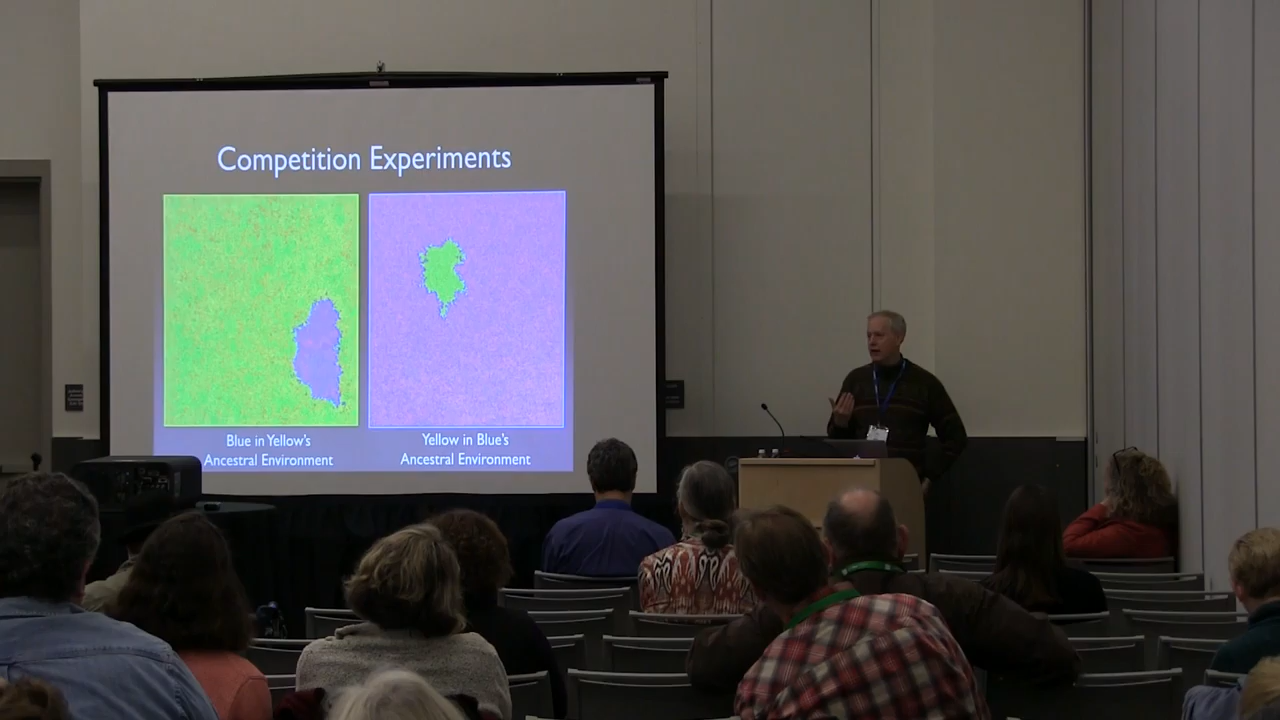 Competition Experiments
Blue in Yellow's
Ancestral Environment
Yellow in Blue's
Ancestral Environment